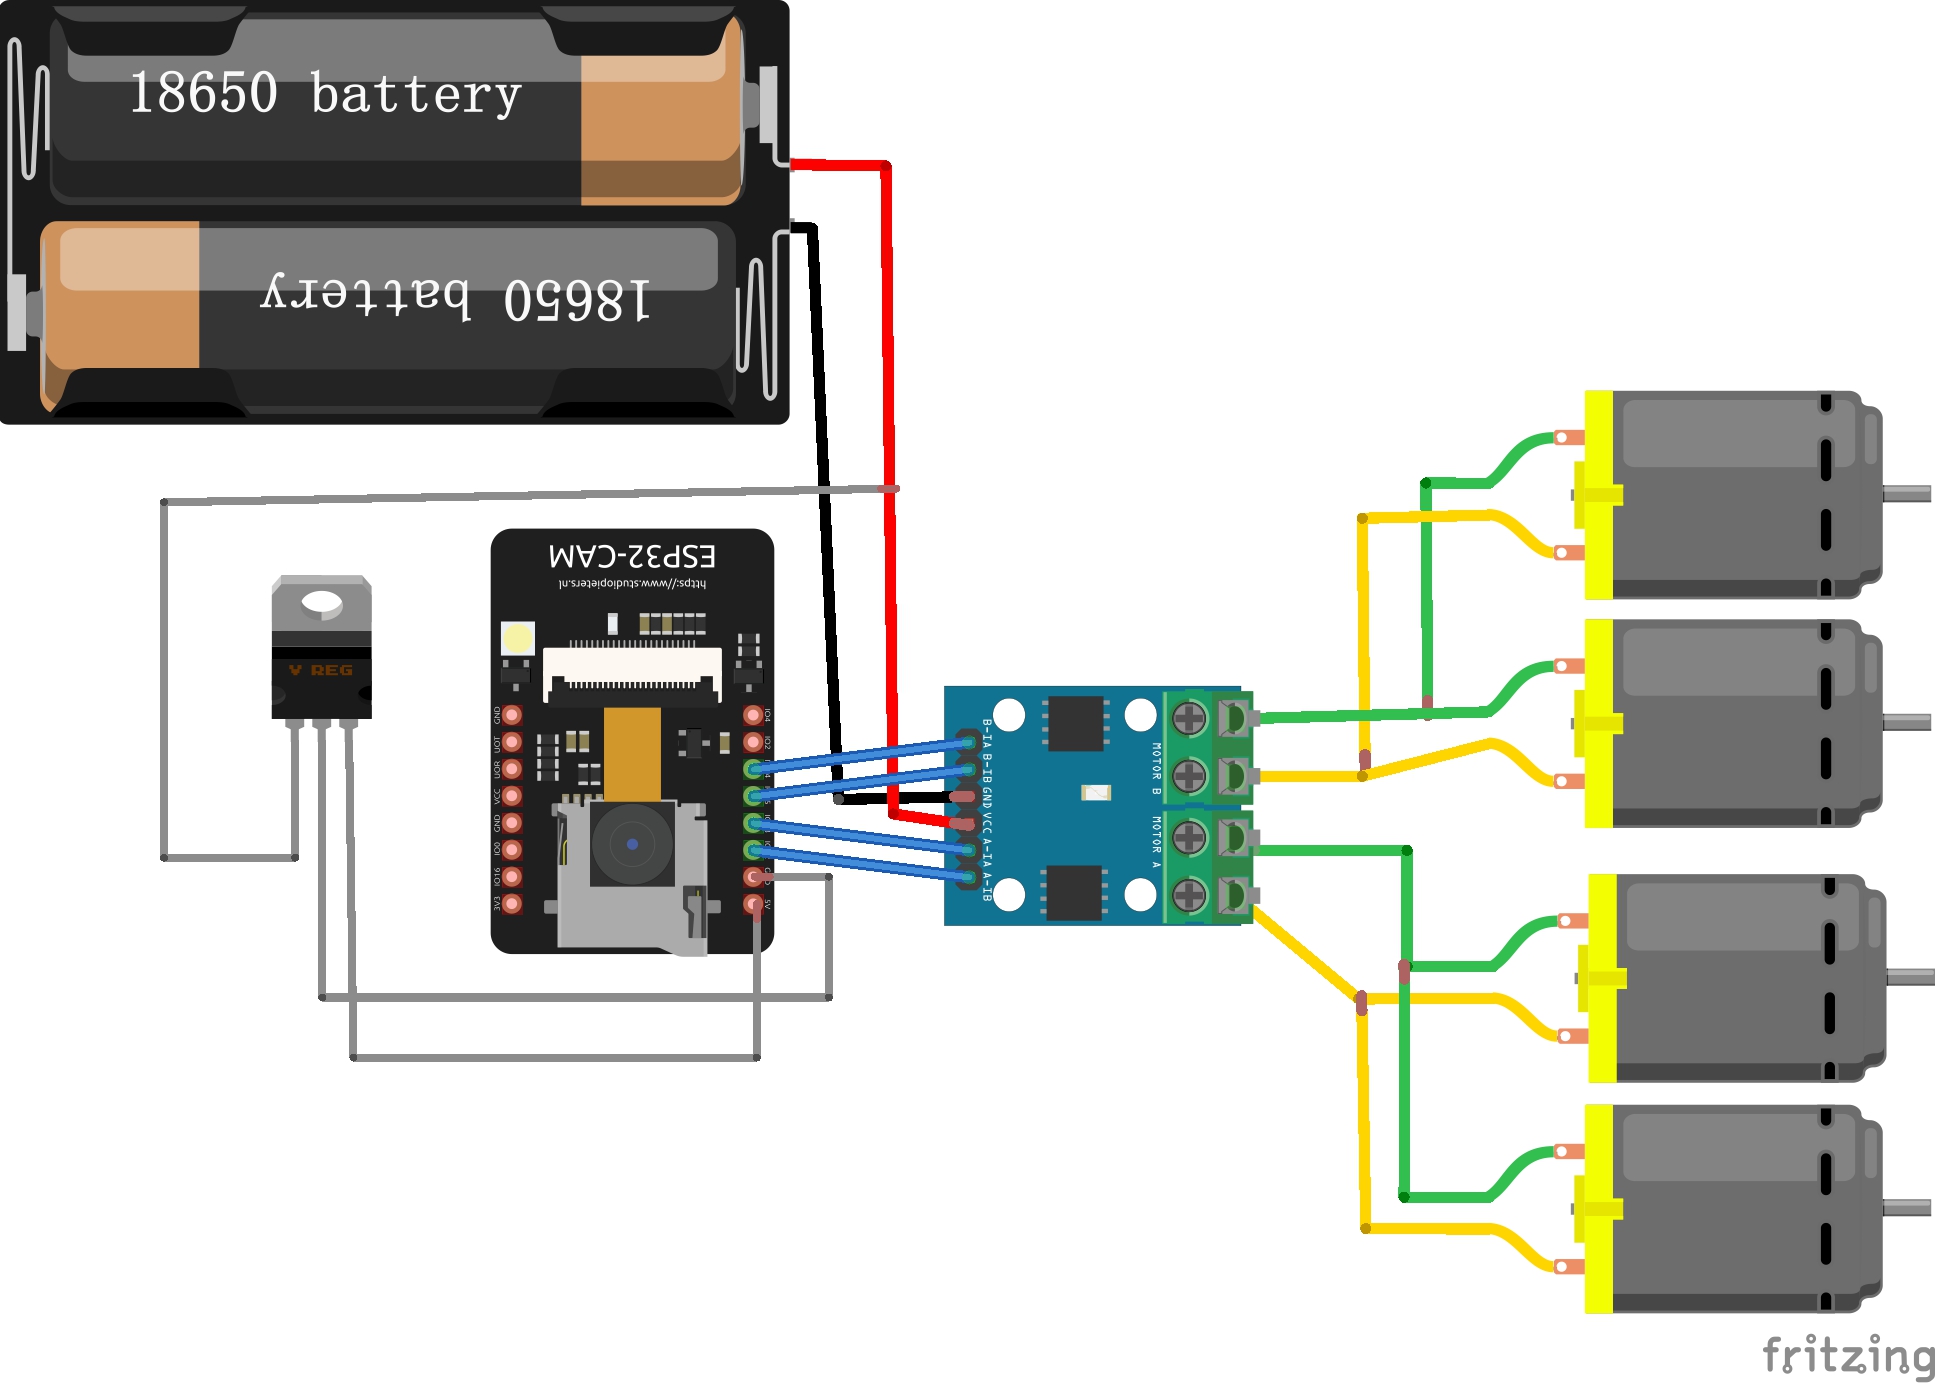 18650 battery
18650 battery
ESP32-CAM
https://www.studiopieters.nl
V REG
GND
UOT
UOR
VCC
GND
IO0
IO16
3V3
IO4
IO2
5V
B-IA
B-IB
GND
VCC
A-IA
A-IB
MOTOR B
MOTOR A
fritzing